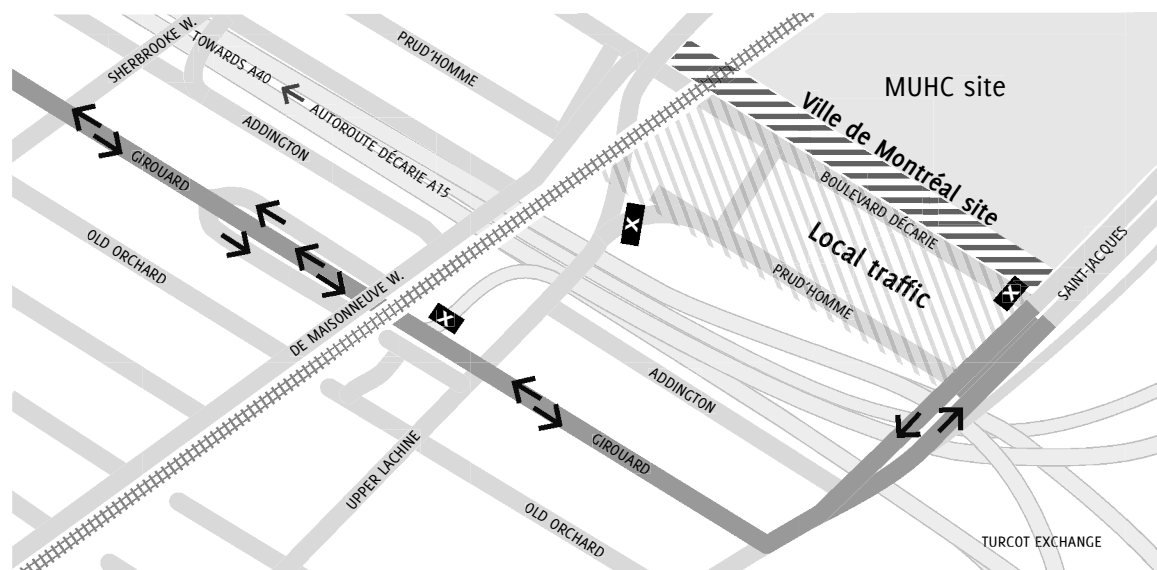 SHERBROOKE W.
TOWARDS A40
PRUD'HOMME
MUHC site
Ville de Montréal site
ADDINGTON
AUTOROUTE DÉCARIE A15
GIROUARD
BOULEVARD DÉCARIE
OLD ORCHARD
Local traffic
SAINT-JACQUES
PRUD'HOMME
DE MAISONNEUVE W.
X
X
X
ADDINGTON
UPPER LACHINE
GIROUARD
OLD ORCHARD
TURCOT EXCHANGE